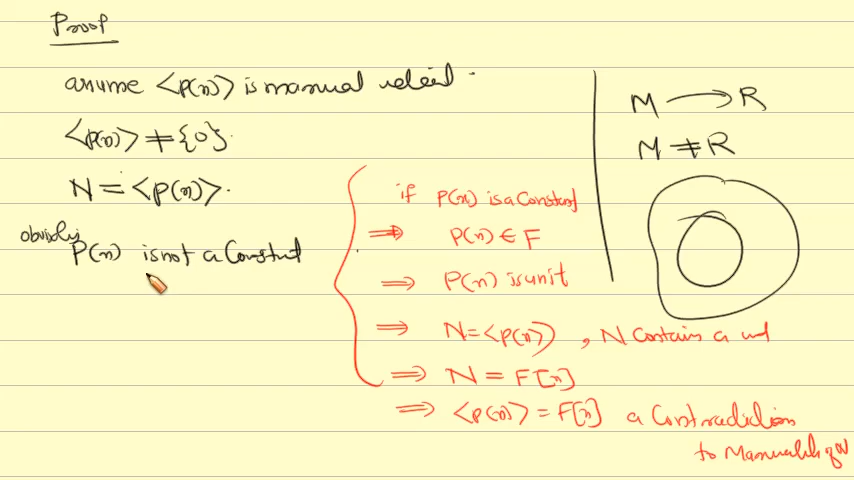 Proof
assume <P(x)> is maximal ideal.
<P(x)> ≠ {0}.
N = <P(x)>.
obviously
P(x) is not a Constant
if P(x) is a Constant
⇒ P(x) ∈ F
⇒ P(x) is unit
⇒ N = <P(x)>, N Contains a unit
⇒ N = F[x]
⇒ <P(x)> = F[x] a Contradiction
to Maximality of N
M → R
M ≠ R